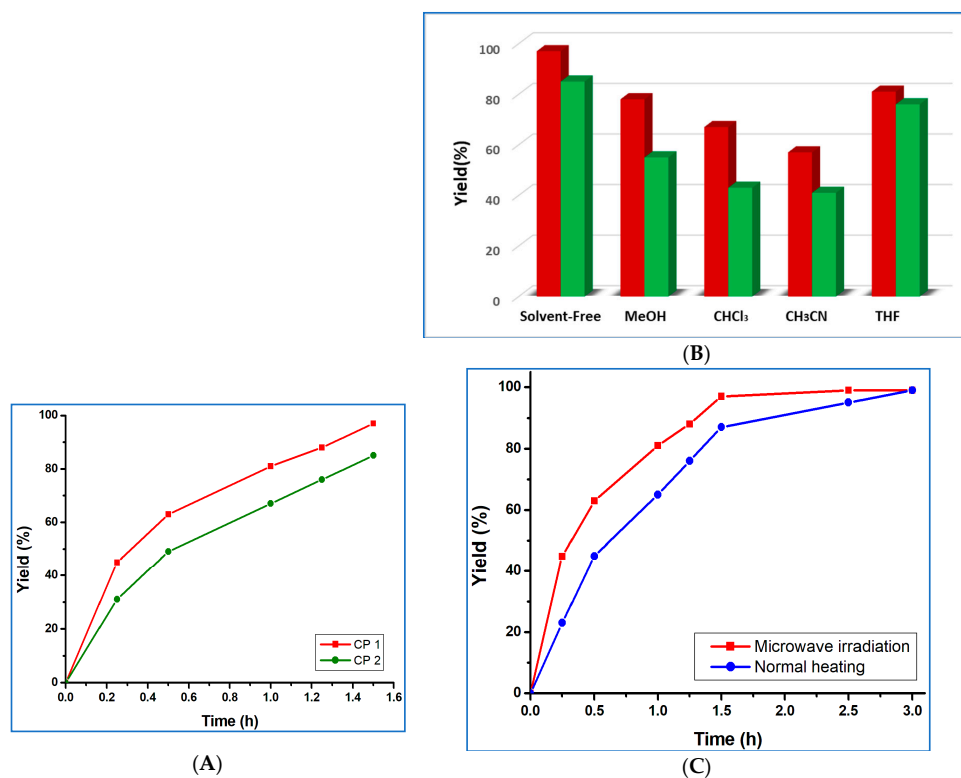 100
80
60
40
20
0
Yield(%)
Solvent-Free MeOH CHCl₃ CH₃CN THF
(B)
100
80
60
40
20
0
Yield (%)
CP 1
CP 2
0.0 0.2 0.4 0.6 0.8 1.0 1.2 1.4 1.6
Time (h)
(A)
100
80
60
40
20
0
Yield (%)
Microwave irradiation
Normal heating
0.0 0.5 1.0 1.5 2.0 2.5 3.0
Time (h)
(C)